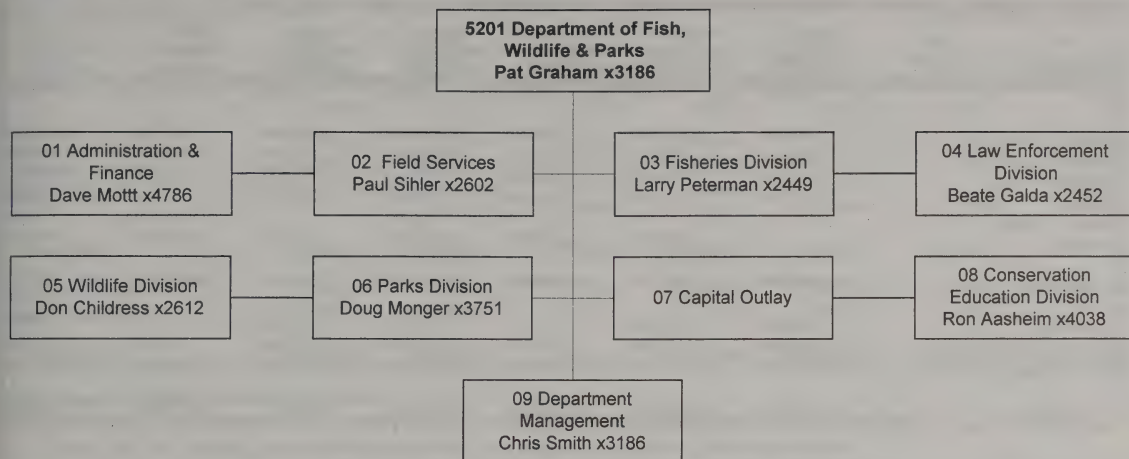 5201 Department of Fish,
Wildlife & Parks
Pat Graham x3186
01 Administration &
Finance
Dave Mottt x4786
02 Field Services
Paul Sihler x2602
03 Fisheries Division
Larry Peterman x2449
04 Law Enforcement
Division
Beate Galda x2452
05 Wildlife Division
Don Childress x2612
06 Parks Division
Doug Monger x3751
07 Capital Outlay
08 Conservation
Education Division
Ron Aasheim x4038
09 Department
Management
Chris Smith x3186